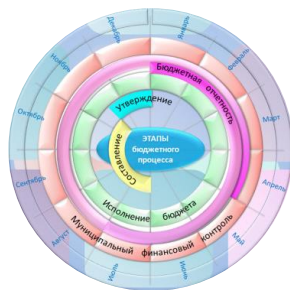 ЭТАПЫ
бюджетного
процесса
Составление
Утверждение
Исполнение бюджета
Бюджетная отчетность
Муниципальный финансовый контроль
Январь
Февраль
Март
Апрель
Май
Июнь
Июль
Август
Сентябрь
Октябрь
Ноябрь
Декабрь